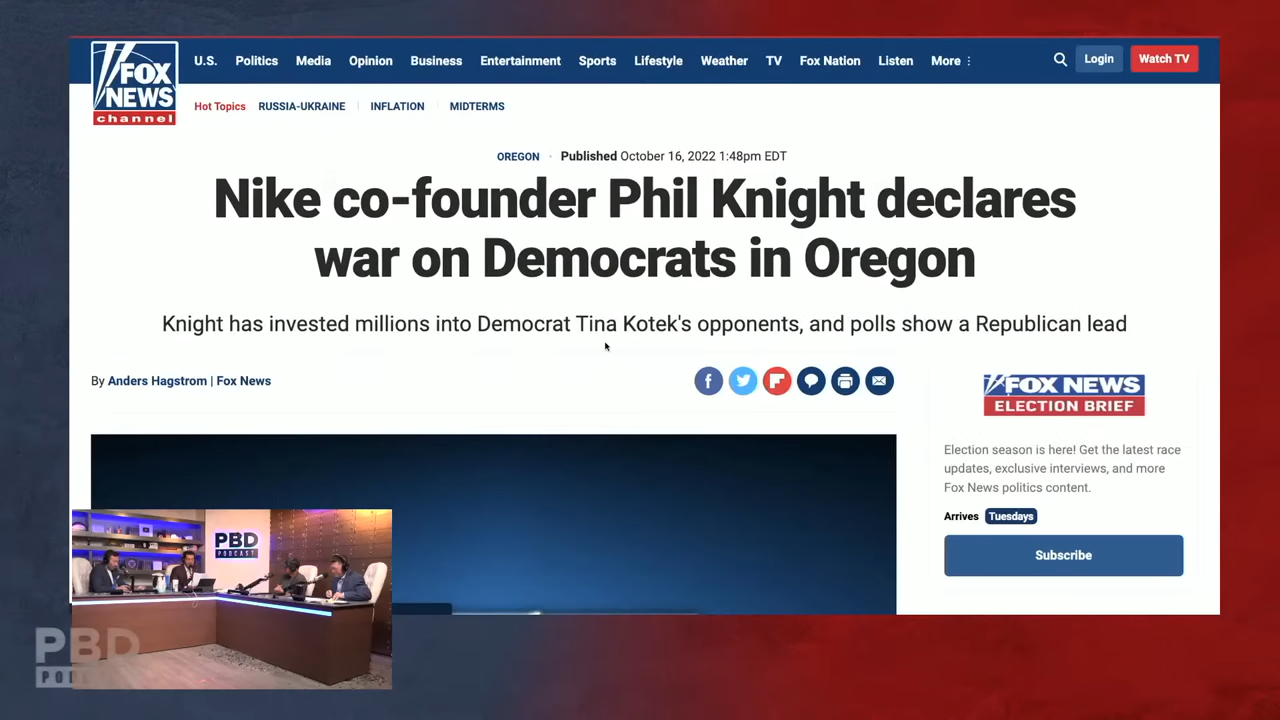 FOX
NEWS
channel
U.S. Politics Media Opinion Business Entertainment Sports Lifestyle Weather TV Fox Nation Listen More
Login
Watch TV
Hot Topics RUSSIA-UKRAINE INFLATION MIDTERMS
OREGON · Published October 16, 2022 1:48pm EDT
Nike co-founder Phil Knight declares
war on Democrats in Oregon
Knight has invested millions into Democrat Tina Kotek's opponents, and polls show a Republican lead
By Anders Hagstrom | Fox News
FOX NEWS
ELECTION BRIEF
Election season is here! Get the latest race
updates, exclusive interviews, and more
Fox News politics content.
Arrives Tuesdays
Subscribe
PBD
PODCAST
PBD